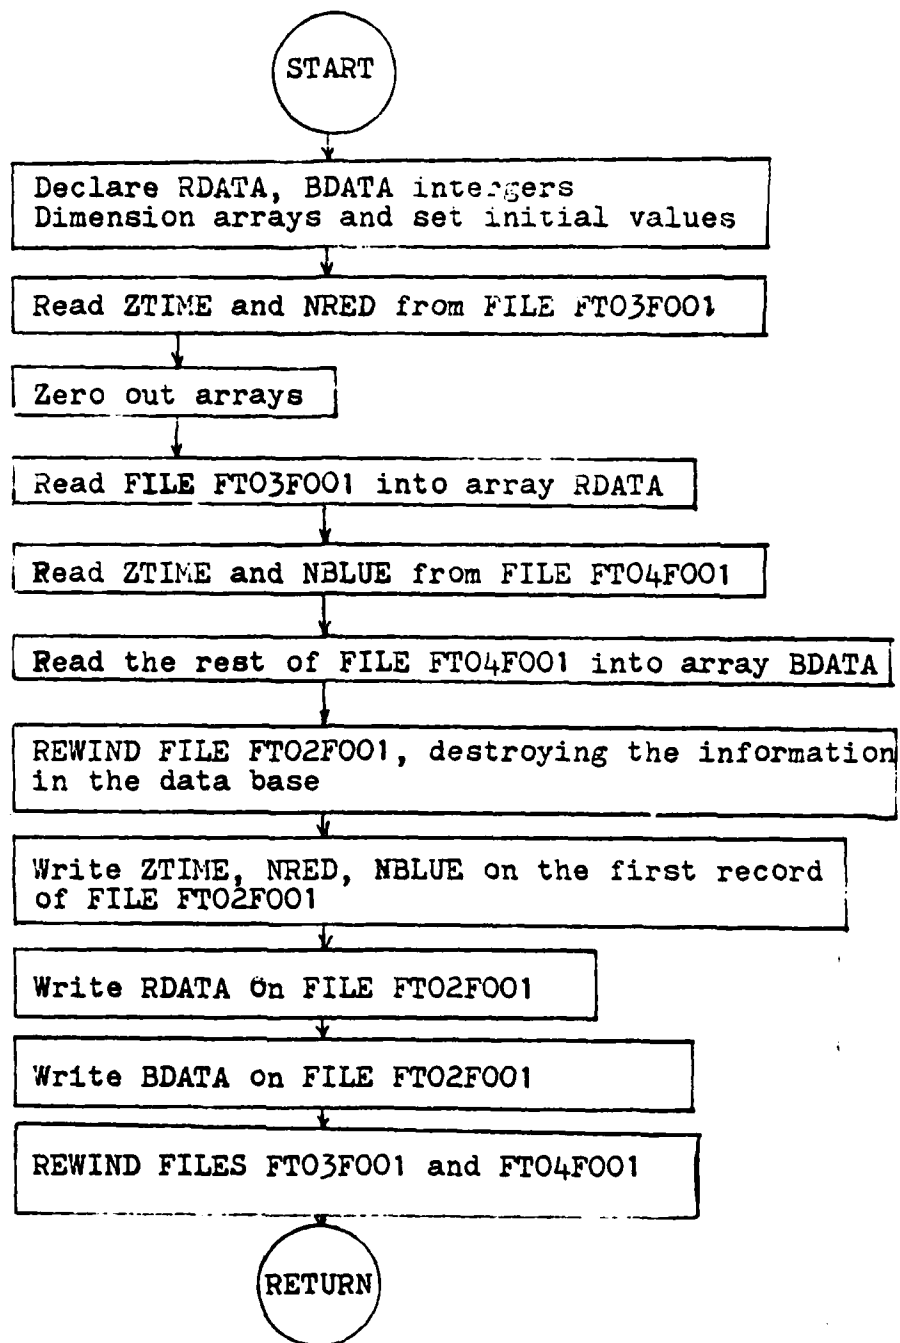 START
Declare RDATA, BDATA intergers
Dimension arrays and set initial values
Read ZTIME and NRED from FILE FT03F001
Zero out arrays
Read FILE FT03F001 into array RDATA
Read ZTIME and NBLUE from FILE FT04F001
Read the rest of FILE FT04F001 into array BDATA
REWIND FILE FT02F001, destroying the information
in the data base
Write ZTIME, NRED, NBLUE on the first record
of FILE FT02F001
Write RDATA on FILE FT02F001
Write BDATA on FILE FT02F001
REWIND FILES FT03F001 and FT04F001
RETURN